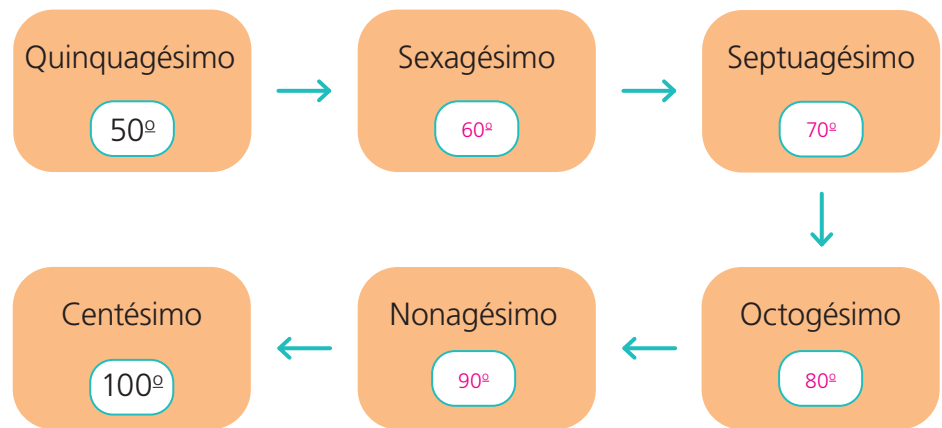 Quinquagésimo
50º
Sexagésimo
60º
Septuagésimo
70º
Octogésimo
80º
Nonagésimo
90º
Centésimo
100º